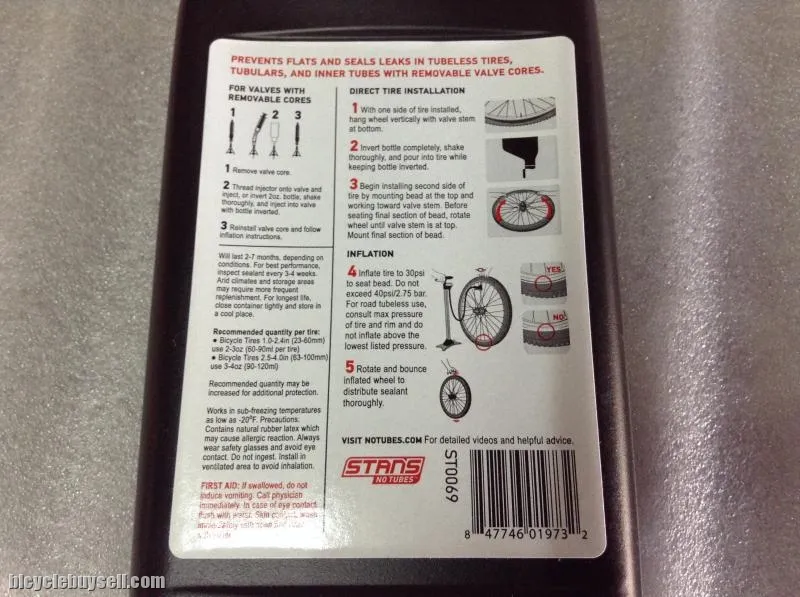 PREVENTS FLATS AND SEALS LEAKS IN TUBELESS TIRES,
TUBULARS, AND INNER TUBES WITH REMOVABLE VALVE CORES.
FOR VALVES WITH
REMOVABLE CORES
1 2 3
1 Remove valve core.
2 Thread injector onto valve and
inject, or invert 2oz. bottle, shake
thoroughly, and inject into valve
with bottle inverted.
3 Reinstall valve core and follow
inflation instructions.
Will last 2-7 months, depending on
conditions. For best performance,
inspect sealant every 3-4 weeks.
Arid climates and storage areas
may require more frequent
replenishment. For longest life,
close container tightly and store in
a cool place.
Recommended quantity per tire:
● Bicycle Tires 1.0-2.4in (23-60mm)
use 2-3oz (60-90ml per tire)
● Bicycle Tires 2.5-4.0in (63-100mm)
use 3-4oz (90-120ml)
Recommended quantity may be
increased for additional protection.
Works in sub-freezing temperatures
as low as -20°F. Precautions:
Contains natural rubber latex which
may cause allergic reaction. Always
wear safety glasses and avoid eye
contact. Do not ingest. Install in
ventilated area to avoid inhalation.
FIRST AID: If swallowed, do not
induce vomiting. Call physician
immediately. In case of eye contact
flush with water. Skin contact, wash
immediately with soap and
DIRECT TIRE INSTALLATION
1 With one side of tire installed,
hang wheel vertically with valve stem
at bottom.
2 Invert bottle completely, shake
thoroughly, and pour into tire while
keeping bottle inverted.
3 Begin installing second side of
tire by mounting bead at the top and
working toward valve stem. Before
seating final section of bead, rotate
wheel until valve stem is at top.
Mount final section of bead.
INFLATION
4 Inflate tire to 30psi
to seat bead. Do not
exceed 40psi/2.75 bar.
For road tubeless use,
consult max pressure
of tire and rim and do
not inflate above the
lowest listed pressure.
YES
NO
5 Rotate and bounce
inflated wheel to
distribute sealant
thoroughly.
VISIT NOTUBES.COM For detailed videos and helpful advice.
STAN'S
NO TUBES
ST0069
8 47746 01973 2
bicyclebuysell.com